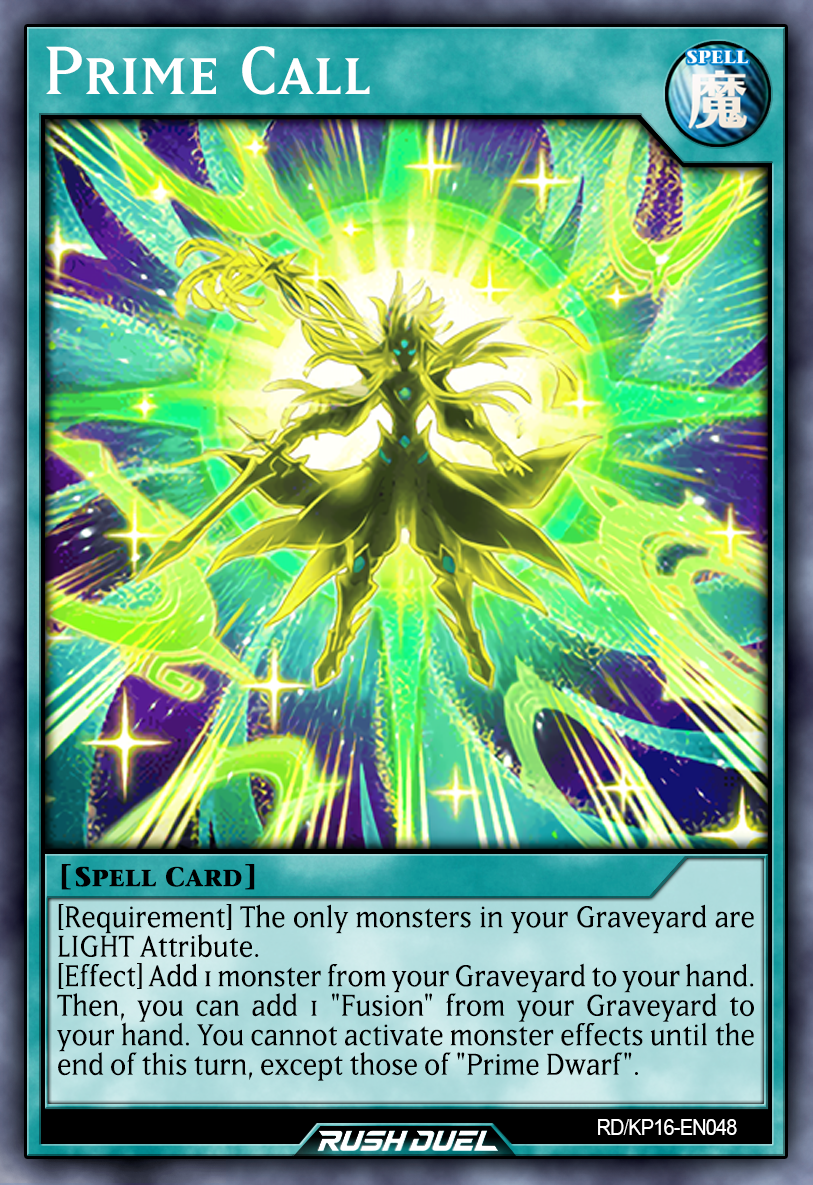 Prime Call
SPELL
魔
[Spell Card]
[Requirement] The only monsters in your Graveyard are
LIGHT Attribute.
[Effect] Add 1 monster from your Graveyard to your hand.
Then, you can add 1 "Fusion" from your Graveyard to
your hand. You cannot activate monster effects until the
end of this turn, except those of "Prime Dwarf".
RUSH DUEL
RD/KP16-EN048